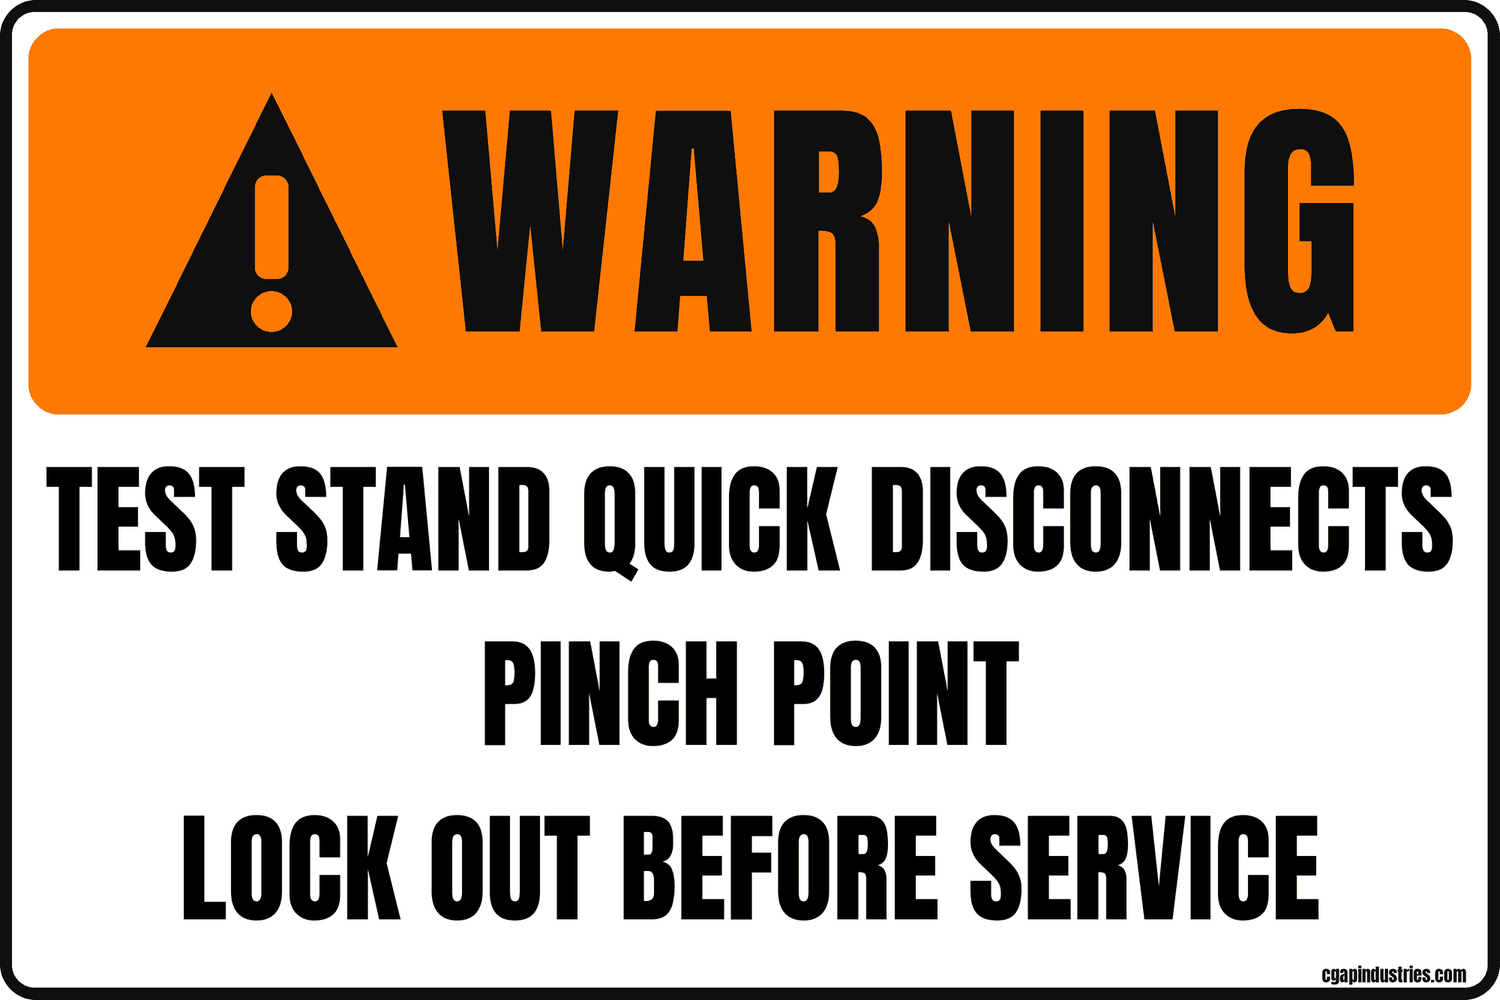 WARNING
TEST STAND QUICK DISCONNECTS
PINCH POINT
LOCK OUT BEFORE SERVICE
cgapindustries.com